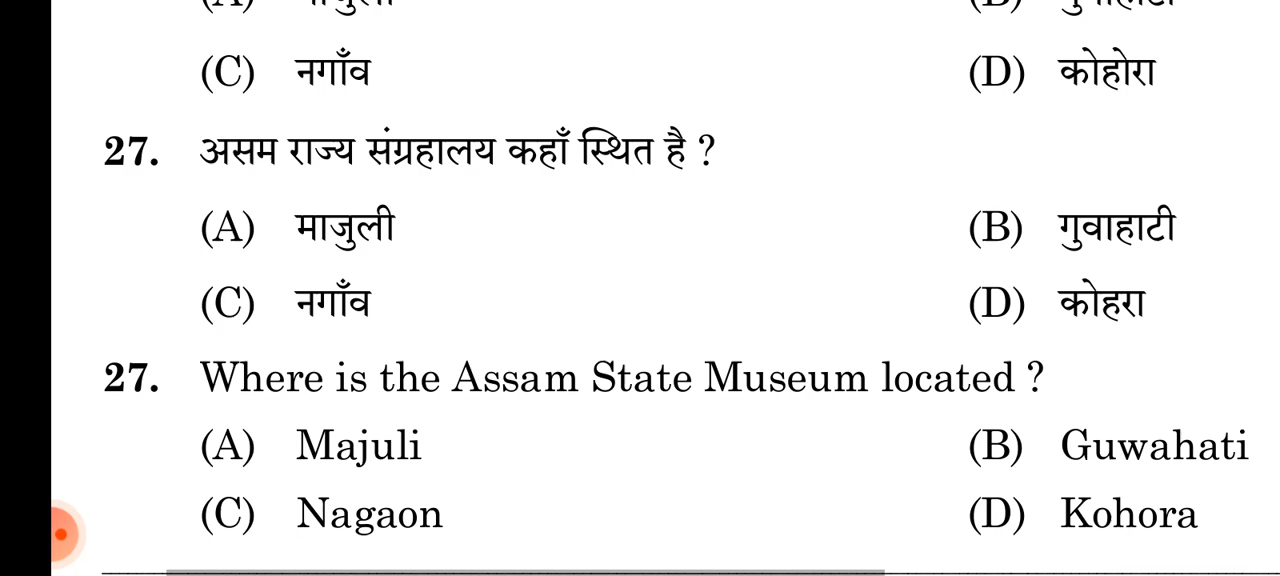 (C) नगाँव (D) कोहोरा
27. असम राज्य संग्रहालय कहाँ स्थित है ?
(A) माजुली (B) गुवाहाटी
(C) नगाँव (D) कोहरा
27. Where is the Assam State Museum located ?
(A) Majuli (B) Guwahati
(C) Nagaon (D) Kohora